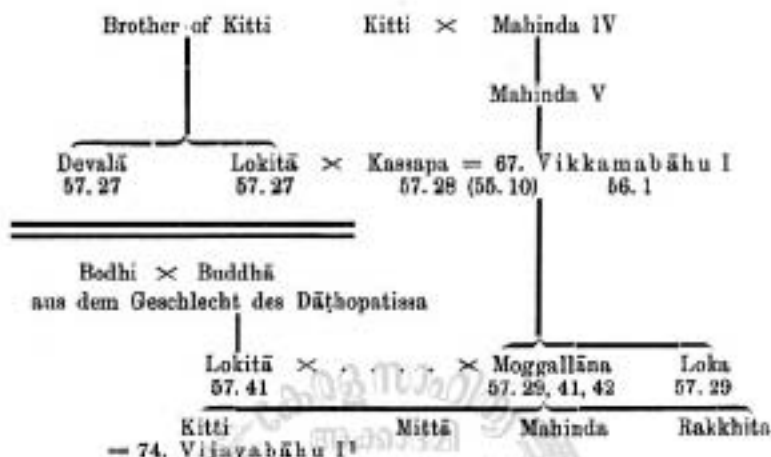 Brother of Kitti Kitti × Mahinda IV
Mahinda V
Devalā Lokitā × Kassapa = 67. Vikkamabāhu I
57. 27 57. 27 57. 28 (55. 10) 56. 1
Bodhi × Buddhā
aus dem Geschlecht des Dāṭhopatissa
Lokitā × . . . . × Moggallāna Loka
57. 41 57. 29, 41, 42 57. 29
Kitti Mittā Mahinda Rakkhita
= 74. Vijayabāhu I